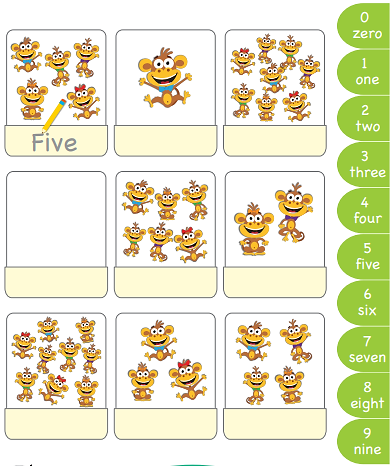 Five
0
zero
1
one
2
two
3
three
4
four
5
five
6
six
7
seven
8
eight
9
nine